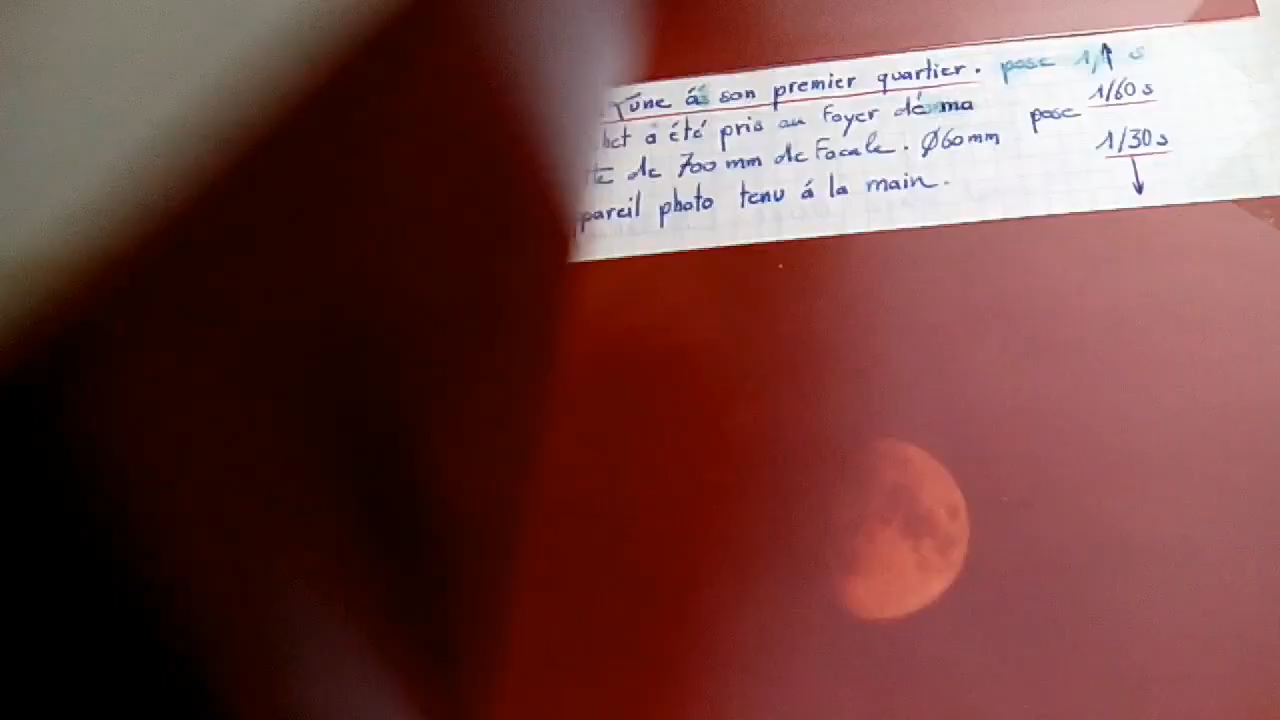 lune á son premier quartier. pose
été pris au foyer dé ma pose 1/60 s
de 700 mm de Focale. Ø60mm 1/30 s
pareil photo tenu á la main.